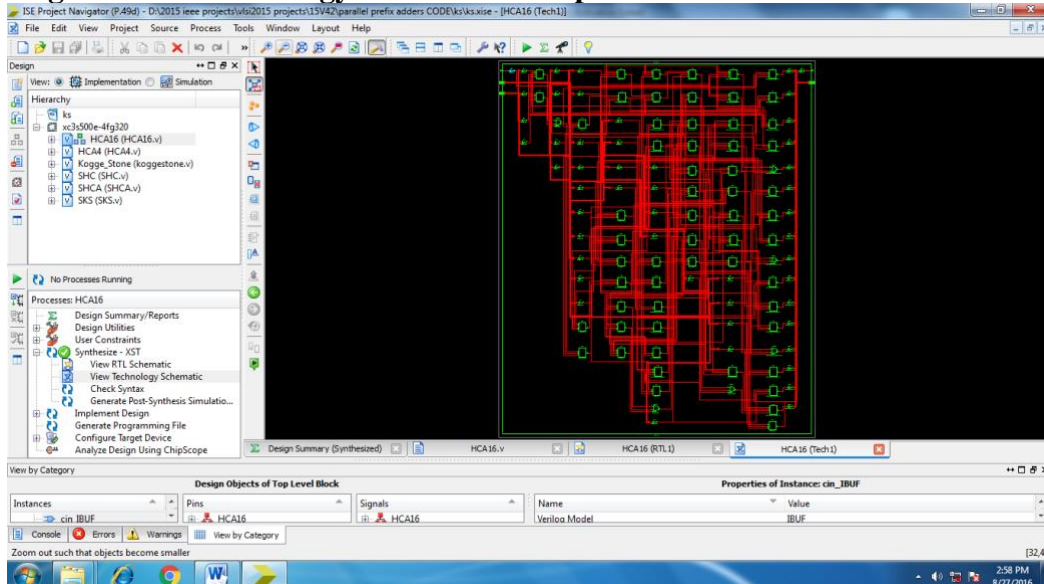 ISE Project Navigator (P.49d) - D:\2015 ieee projects\vlsi2015 projects\15V42\parallel prefix adders CODE\ks\ks.xise - [HCA16 (Tech1)]
File Edit View Project Source Process Tools Window Layout Help
Design
View: Implementation Simulation
Hierarchy
ks
xc3s500e-4fg320
HCA16 (HCA16.v)
HCA4 (HCA4.v)
Kogge_Stone (koggestone.v)
SHC (SHC.v)
SHCA (SHCA.v)
SKS (SKS.v)
No Processes Running
Processes: HCA16
Design Summary/Reports
Design Utilities
User Constraints
Synthesize - XST
View RTL Schematic
View Technology Schematic
Check Syntax
Generate Post-Synthesis Simulatio...
Implement Design
Generate Programming File
Configure Target Device
Analyze Design Using ChipScope
Design Summary (Synthesized) HCA16.v HCA16 (RTL1) HCA16 (Tech1)
View by Category
Design Objects of Top Level Block Properties of Instance: cin_IBUF
Instances Pins Signals Name Value
cin_IBUF HCA16 HCA16 Verilog Model IBUF
Console Errors Warnings View by Category
Zoom out such that objects become smaller [32,4
2:58 PM
8/27/2016